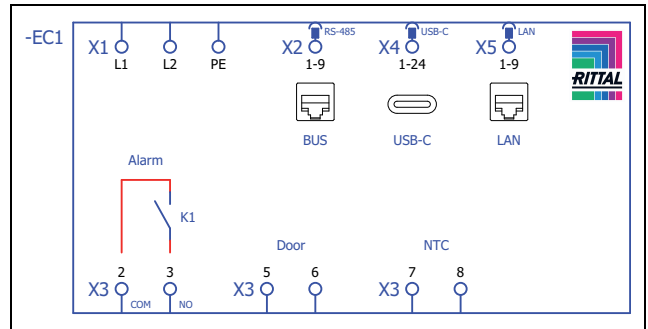 -EC1
X1 L1 L2 PE
X2 RS-485 1-9
X4 USB-C 1-24
X5 LAN 1-9
RITTAL
BUS USB-C LAN
Alarm
K1
Door NTC
X3 2 COM 3 NO
X3 5 6
X3 7 8